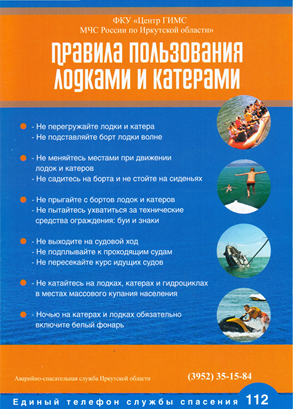 ФКУ «Центр ГИМС
МЧС России по Иркутской области»
ПРАВИЛА ПОЛЬЗОВАНИЯ
ЛОДКАМИ И КАТЕРАМИ
- Не перегружайте лодки и катера
- Не подставляйте борт лодки волне
- Не меняйтесь местами при движении
лодок и катеров
- Не садитесь на борта и не стойте на сиденьях
- Не прыгайте с бортов лодок и катеров
- Не пытайтесь ухватиться за технические
средства ограждения: буи и знаки
- Не выходите на судовой ход
- Не подплывайте к проходящим судам
- Не пересекайте курс идущих судов
- Не катайтесь на лодках, катерах и гидроциклах
в местах массового купания населения
- Ночью на катерах и лодках обязательно
включите белый фонарь
Аварийно-спасательная служба Иркутской области
(3952) 35-15-84
Единый телефон службы спасения 112